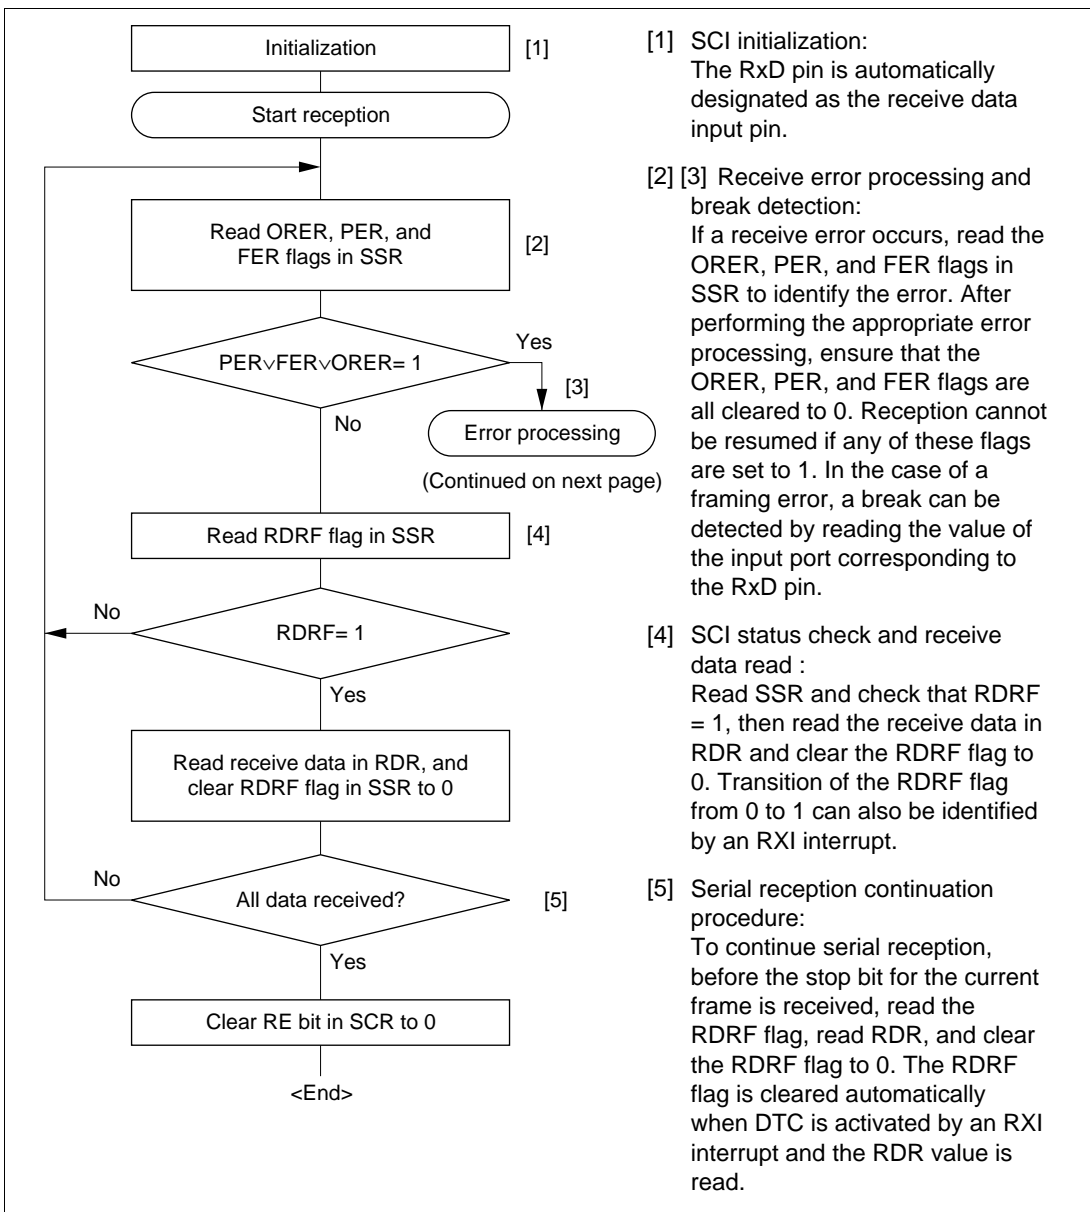 Initialization
[1]
Start reception
Read ORER, PER, and
FER flags in SSR
[2]
PER∨FER∨ORER= 1
Yes
[3]
No
Error processing
(Continued on next page)
Read RDRF flag in SSR
[4]
No
RDRF= 1
Yes
Read receive data in RDR, and
clear RDRF flag in SSR to 0
No
All data received?
[5]
Yes
Clear RE bit in SCR to 0
<End>
[1] SCI initialization:
The RxD pin is automatically
designated as the receive data
input pin.
[2] [3] Receive error processing and
break detection:
If a receive error occurs, read the
ORER, PER, and FER flags in
SSR to identify the error. After
performing the appropriate error
processing, ensure that the
ORER, PER, and FER flags are
all cleared to 0. Reception cannot
be resumed if any of these flags
are set to 1. In the case of a
framing error, a break can be
detected by reading the value of
the input port corresponding to
the RxD pin.
[4] SCI status check and receive
data read :
Read SSR and check that RDRF
= 1, then read the receive data in
RDR and clear the RDRF flag to
0. Transition of the RDRF flag
from 0 to 1 can also be identified
by an RXI interrupt.
[5] Serial reception continuation
procedure:
To continue serial reception,
before the stop bit for the current
frame is received, read the
RDRF flag, read RDR, and clear
the RDRF flag to 0. The RDRF
flag is cleared automatically
when DTC is activated by an RXI
interrupt and the RDR value is
read.